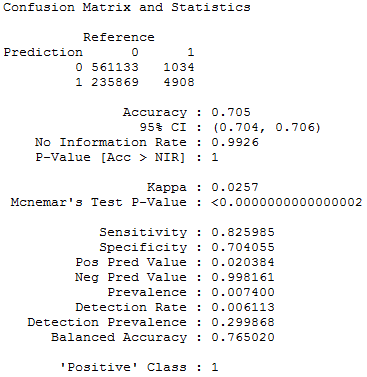 Confusion Matrix and Statistics
Reference
Prediction 0 1
0 561133 1034
1 235869 4908
Accuracy : 0.705
95% CI : (0.704, 0.706)
No Information Rate : 0.9926
P-Value [Acc > NIR] : 1
Kappa : 0.0257
Mcnemar's Test P-Value : <0.0000000000000002
Sensitivity : 0.825985
Specificity : 0.704055
Pos Pred Value : 0.020384
Neg Pred Value : 0.998161
Prevalence : 0.007400
Detection Rate : 0.006113
Detection Prevalence : 0.299868
Balanced Accuracy : 0.765020
'Positive' Class : 1